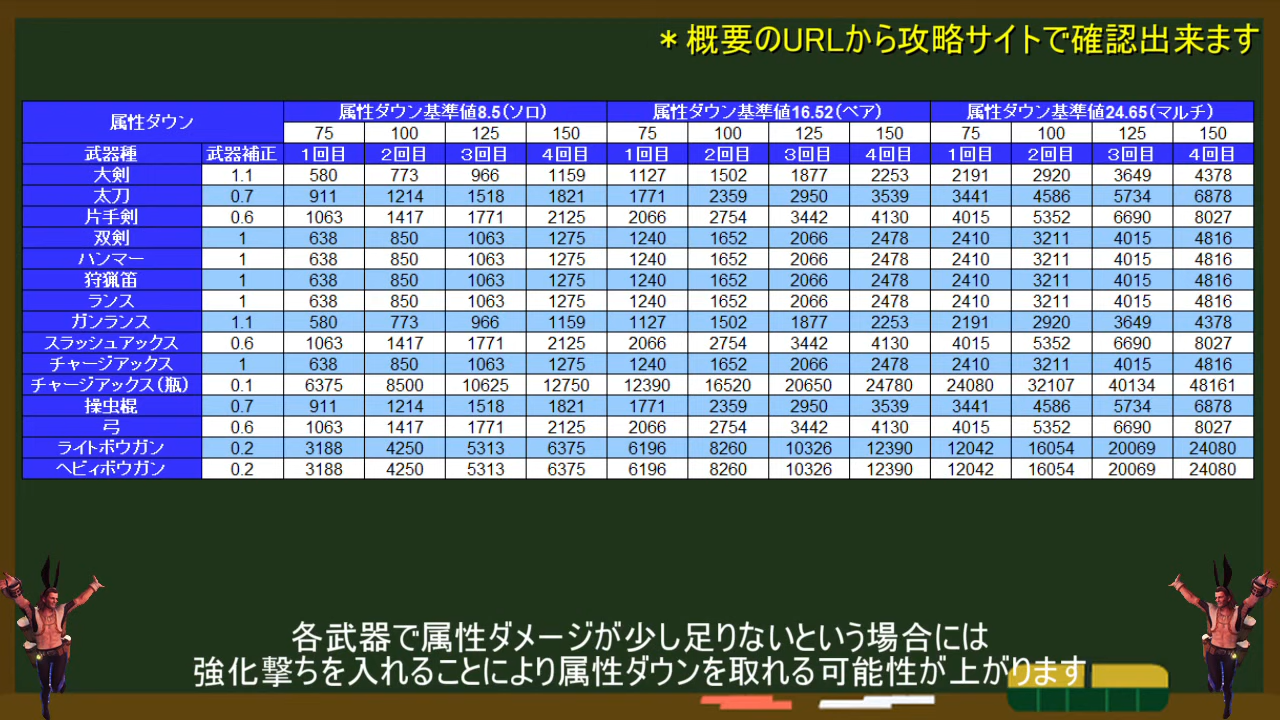 ＊概要のURLから攻略サイトで確認出来ます
属性ダウン 属性ダウン基準値8.5（ソロ） 属性ダウン基準値16.52（ペア） 属性ダウン基準値24.65（マルチ）
75 100 125 150 75 100 125 150 75 100 125 150
武器種 武器補正 １回目 ２回目 ３回目 ４回目 １回目 ２回目 ３回目 ４回目 １回目 ２回目 ３回目 ４回目
大剣 1.1 580 773 966 1159 1127 1502 1877 2253 2191 2920 3649 4378
太刀 0.7 911 1214 1518 1821 1771 2359 2950 3539 3441 4586 5734 6878
片手剣 0.6 1063 1417 1771 2125 2066 2754 3442 4130 4015 5352 6690 8027
双剣 1 638 850 1063 1275 1240 1652 2066 2478 2410 3211 4015 4816
ハンマー 1 638 850 1063 1275 1240 1652 2066 2478 2410 3211 4015 4816
狩猟笛 1 638 850 1063 1275 1240 1652 2066 2478 2410 3211 4015 4816
ランス 1 638 850 1063 1275 1240 1652 2066 2478 2410 3211 4015 4816
ガンランス 1.1 580 773 966 1159 1127 1502 1877 2253 2191 2920 3649 4378
スラッシュアックス 0.6 1063 1417 1771 2125 2066 2754 3442 4130 4015 5352 6690 8027
チャージアックス 1 638 850 1063 1275 1240 1652 2066 2478 2410 3211 4015 4816
チャージアックス（瓶） 0.1 6375 8500 10625 12750 12390 16520 20650 24780 24080 32107 40134 48161
操虫棍 0.7 911 1214 1518 1821 1771 2359 2950 3539 3441 4586 5734 6878
弓 0.6 1063 1417 1771 2125 2066 2754 3442 4130 4015 5352 6690 8027
ライトボウガン 0.2 3188 4250 5313 6375 6196 8260 10326 12390 12042 16054 20069 24080
ヘビィボウガン 0.2 3188 4250 5313 6375 6196 8260 10326 12390 12042 16054 20069 24080
各武器で属性ダメージが少し足りないという場合には
強化撃ちを入れることにより属性ダウンを取れる可能性が上がります